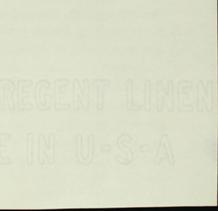 REGENT LINEN
E IN U-S-A